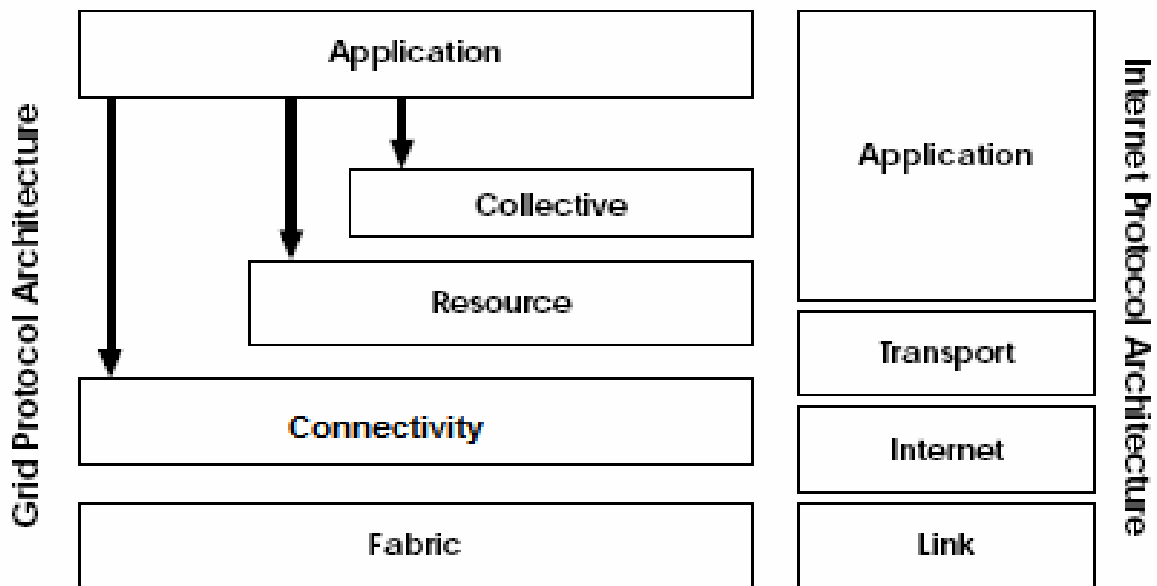 Grid Protocol Architecture
Application
Collective
Resource
Connectivity
Fabric
Application
Transport
Internet
Link
Internet Protocol Architecture